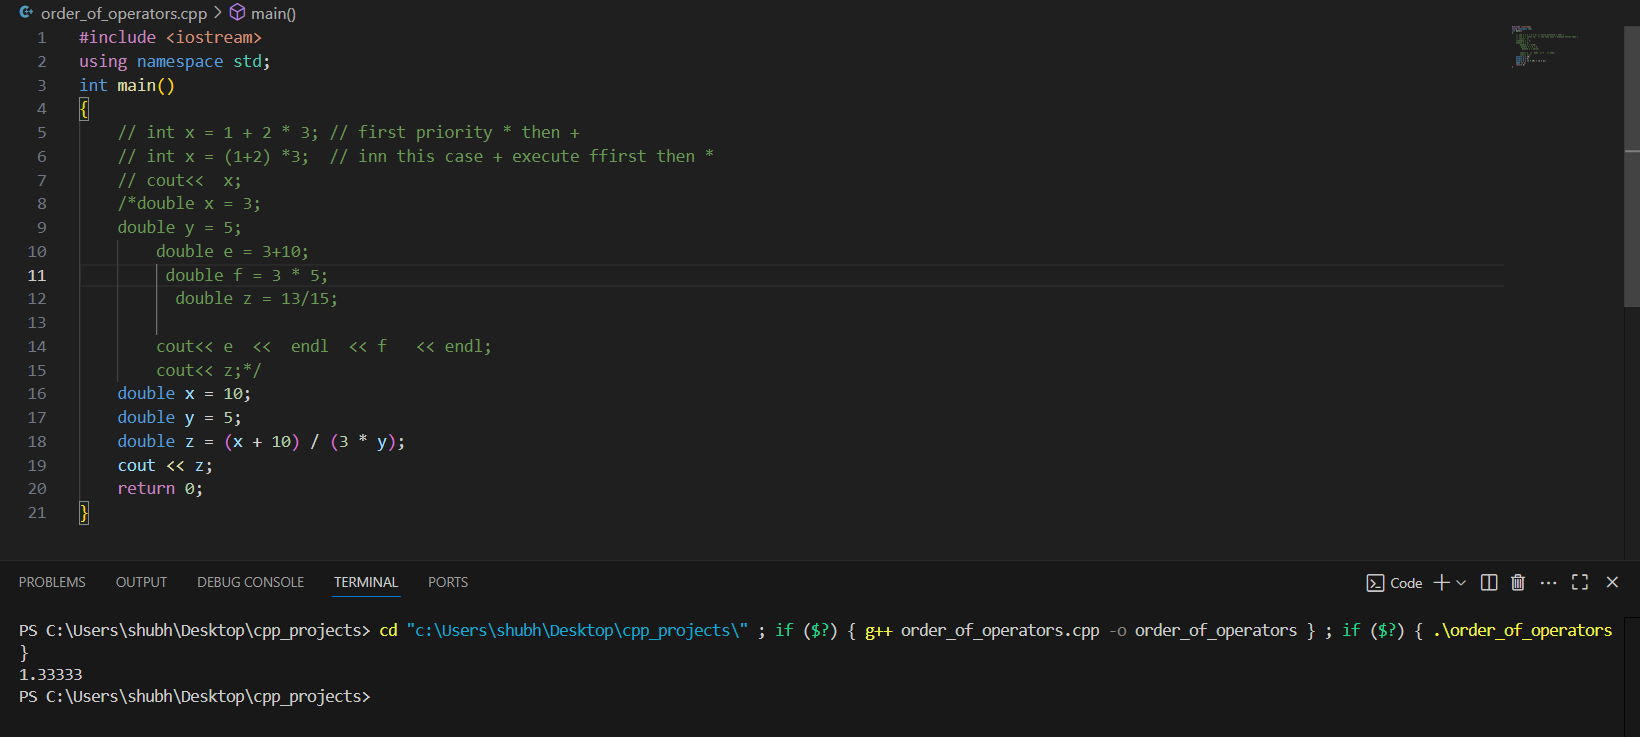 order_of_operators.cpp > main()
1 #include <iostream>
2 using namespace std;
3 int main()
4 {
5 // int x = 1 + 2 * 3; // first priority * then +
6 // int x = (1+2) *3;  // inn this case + execute ffirst then *
7 // cout<<  x;
8 /*double x = 3;
9 double y = 5;
10 double e = 3+10;
11 double f = 3 * 5;
12 double z = 13/15;
13
14 cout<< e  <<  endl  << f   << endl;
15 cout<< z;*/
16 double x = 10;
17 double y = 5;
18 double z = (x + 10) / (3 * y);
19 cout << z;
20 return 0;
21 }
PROBLEMS OUTPUT DEBUG CONSOLE TERMINAL PORTS Code
PS C:\Users\shubh\Desktop\cpp_projects> cd "c:\Users\shubh\Desktop\cpp_projects\" ; if ($?) { g++ order_of_operators.cpp -o order_of_operators } ; if ($?) { .\order_of_operators
}
1.33333
PS C:\Users\shubh\Desktop\cpp_projects>